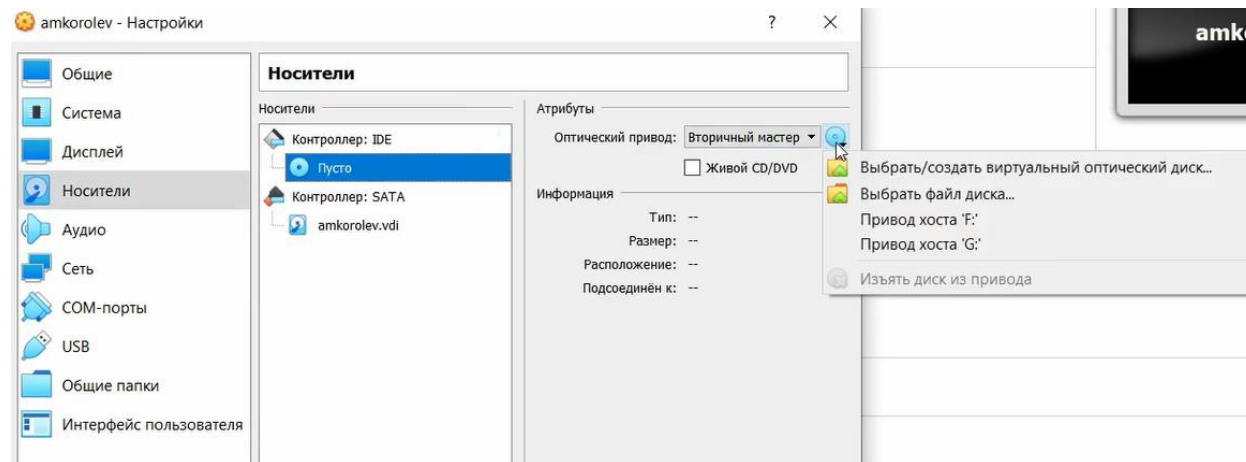 amkorolev - Настройки
?
Общие
Система
Дисплей
Носители
Аудио
Сеть
COM-порты
USB
Общие папки
Интерфейс пользователя
Носители
Носители
Контроллер: IDE
Пусто
Контроллер: SATA
amkorolev.vdi
Атрибуты
Оптический привод: Вторичный мастер
Живой CD/DVD
Информация
Тип: --
Размер: --
Расположение: --
Подсоединён к: --
Выбрать/создать виртуальный оптический диск...
Выбрать файл диска...
Привод хоста 'F:'
Привод хоста 'G:'
Изъять диск из привода